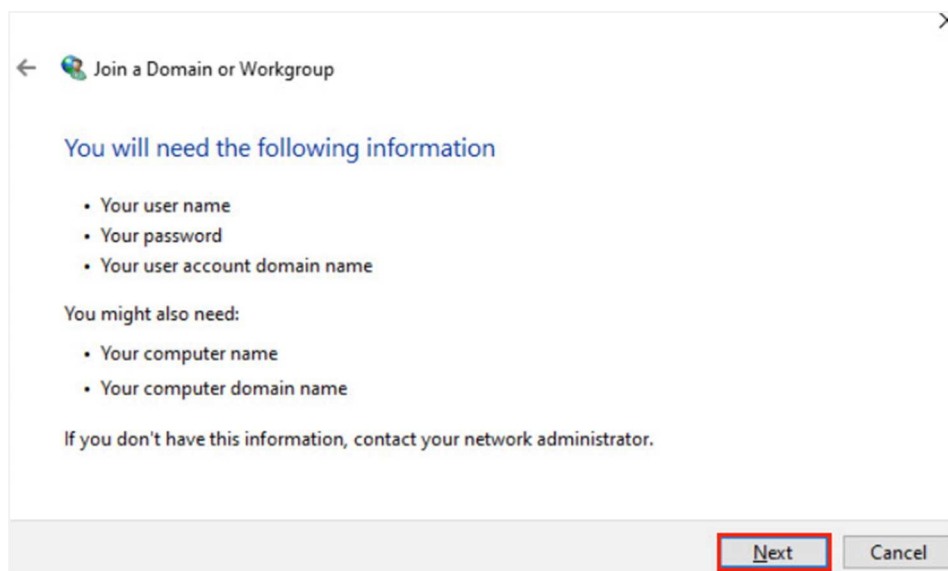 Join a Domain or Workgroup
You will need the following information
• Your user name
• Your password
• Your user account domain name
You might also need:
• Your computer name
• Your computer domain name
If you don't have this information, contact your network administrator.
Next Cancel